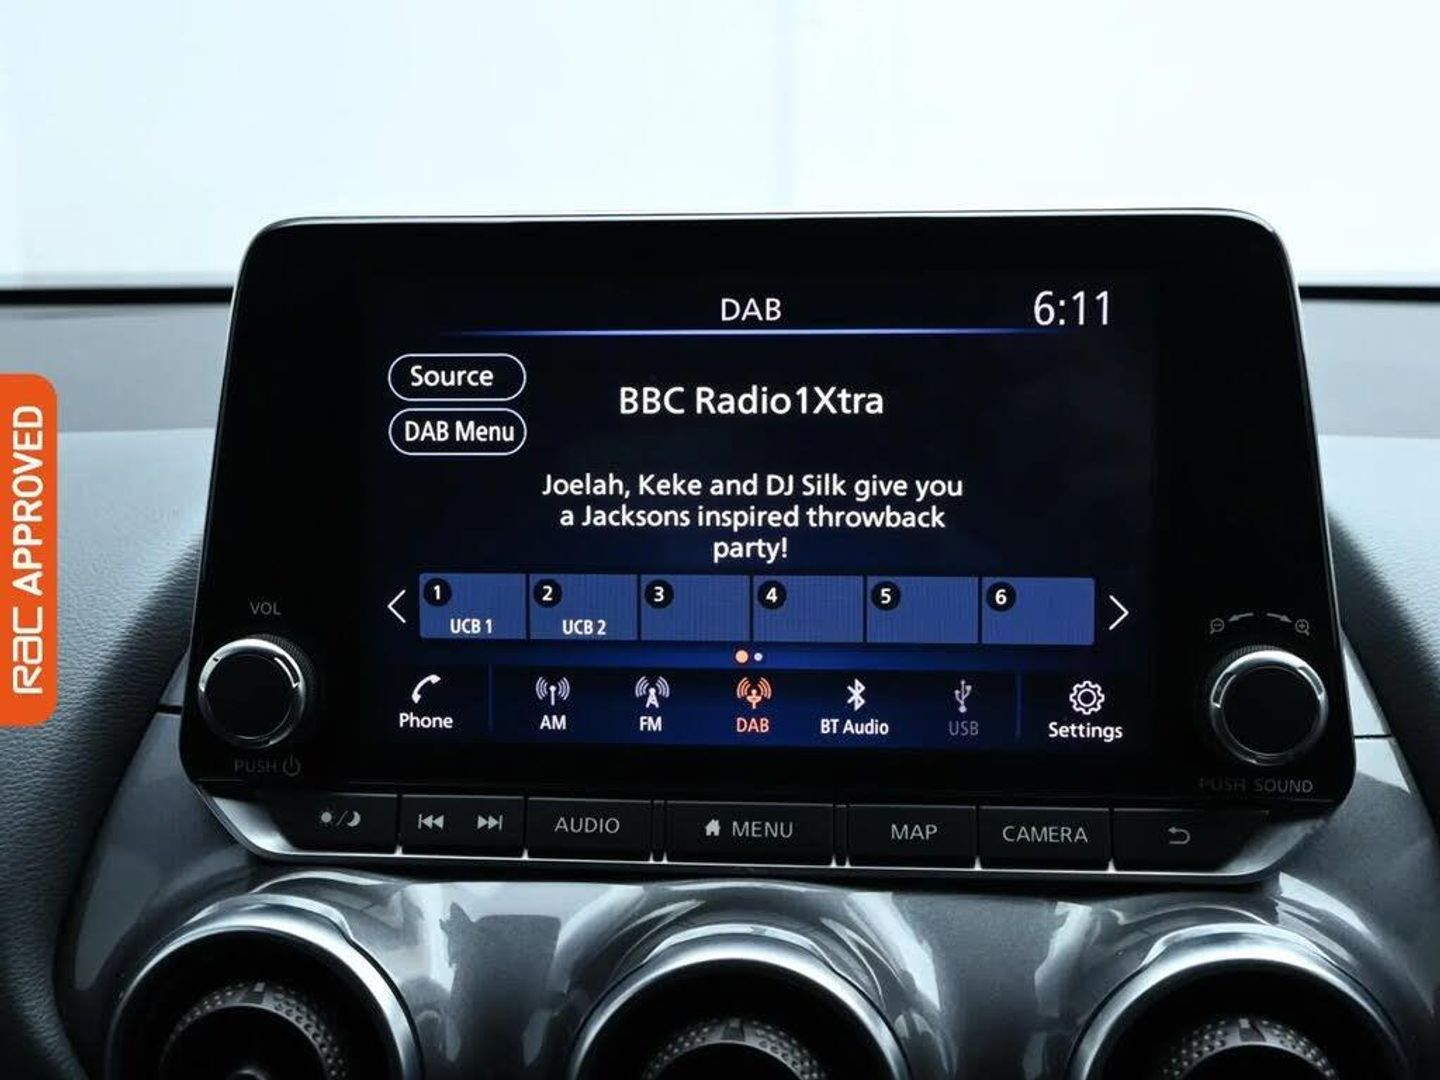 DAB
6:11
Source
BBC Radio1Xtra
DAB Menu
Joelah, Keke and DJ Silk give you
a Jacksons inspired throwback
party!
1
2
3
4
5
6
UCB 1
UCB 2
Phone
AM
FM
DAB
BT Audio
USB
Settings
VOL
PUSH
PUSH SOUND
AUDIO
MENU
MAP
CAMERA
RAC APPROVED